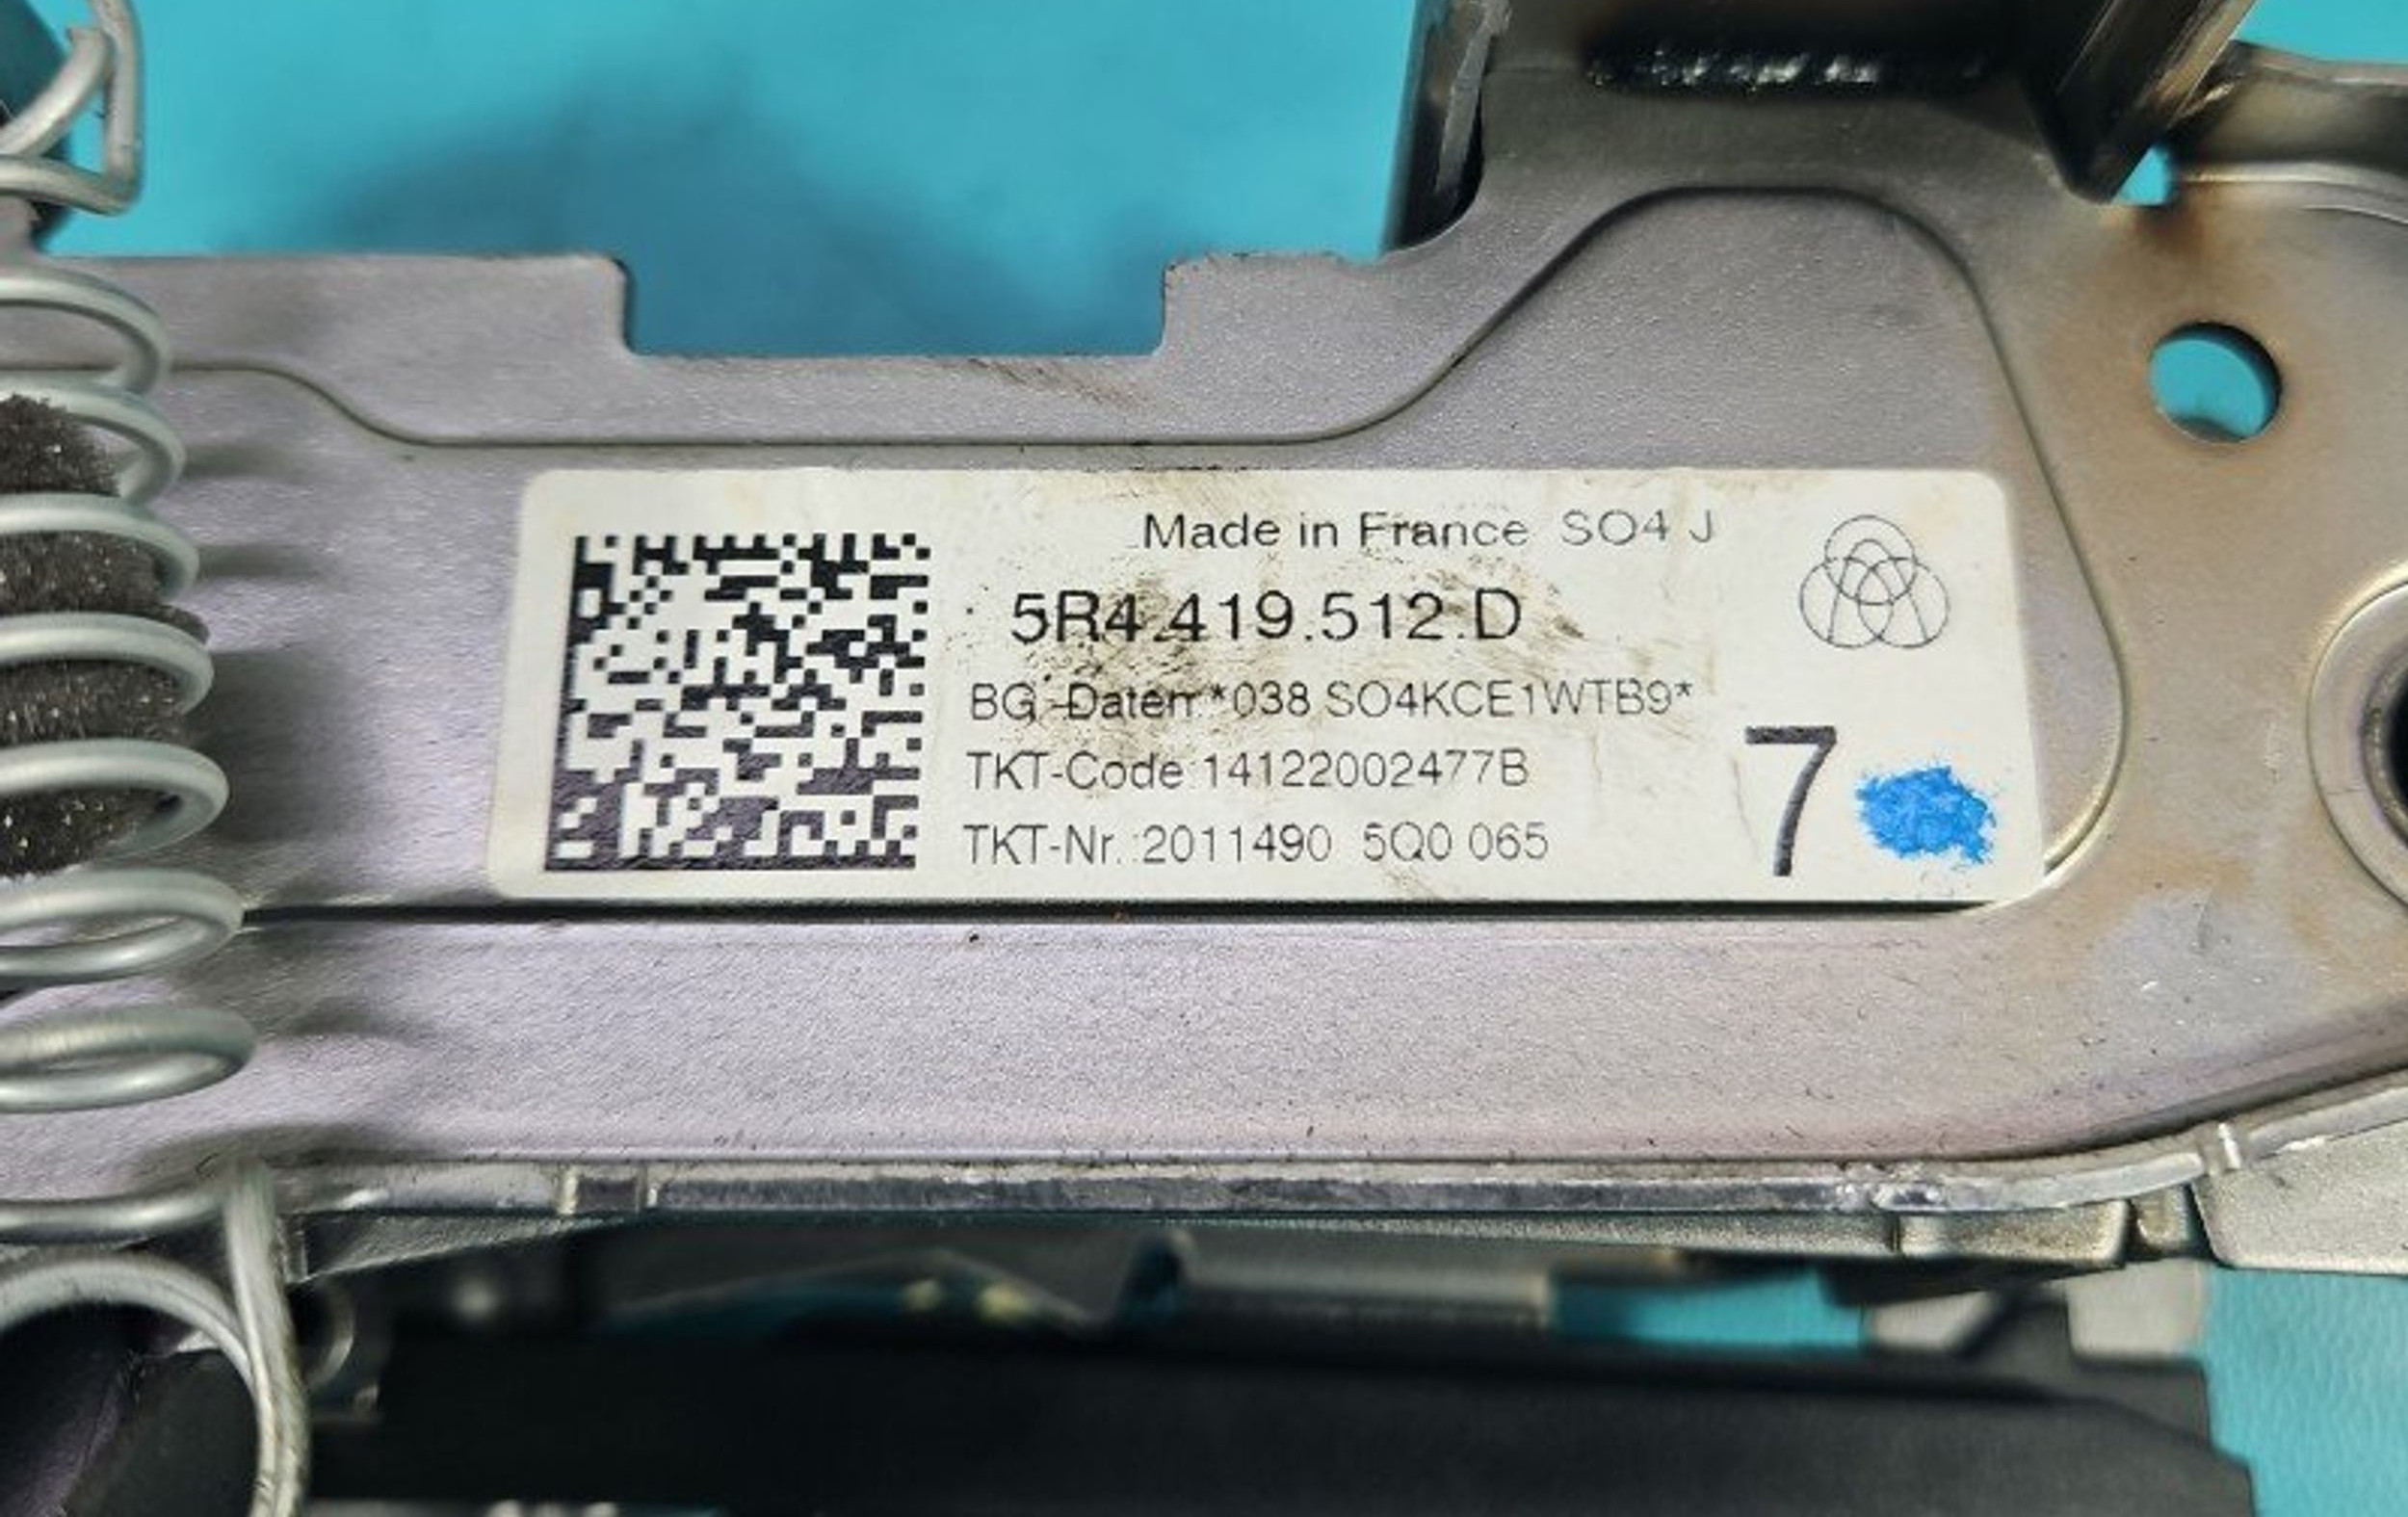 Made in France SO4 J
5R4.419.512.D
BG.-Daten:*038 SO4KCE1WTB9*
TKT-Code:14122002477B
TKT-Nr.:2011490 5Q0 065
7